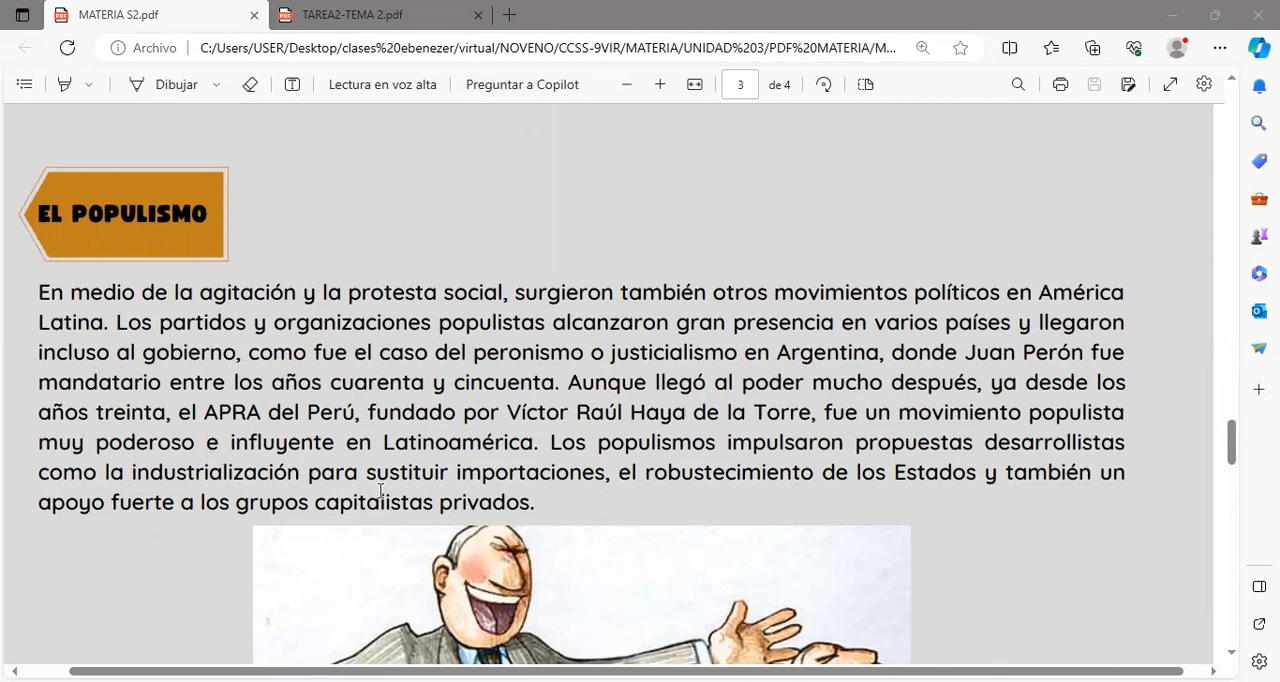 MATERIA S2.pdf
TAREA2-TEMA 2.pdf
Archivo
C:/Users/USER/Desktop/clases%20ebenezer/virtual/NOVENO/CCSS-9VIR/MATERIA/UNIDAD%203/PDF%20MATERIA/M...
Dibujar
Lectura en voz alta
Preguntar a Copilot
3
de 4
EL POPULISMO
En medio de la agitación y la protesta social, surgieron también otros movimientos políticos en América
Latina. Los partidos y organizaciones populistas alcanzaron gran presencia en varios países y llegaron
incluso al gobierno, como fue el caso del peronismo o justicialismo en Argentina, donde Juan Perón fue
mandatario entre los años cuarenta y cincuenta. Aunque llegó al poder mucho después, ya desde los
años treinta, el APRA del Perú, fundado por Víctor Raúl Haya de la Torre, fue un movimiento populista
muy poderoso e influyente en Latinoamérica. Los populismos impulsaron propuestas desarrollistas
como la industrialización para sustituir importaciones, el robustecimiento de los Estados y también un
apoyo fuerte a los grupos capitalistas privados.